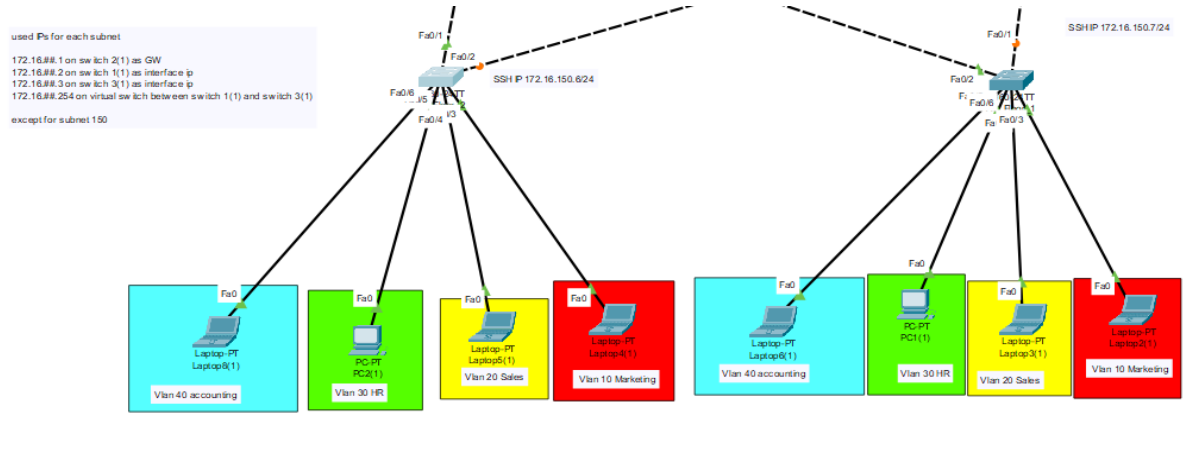 used IPs for each subnet
172.16.##.1 on switch 2(1) as GW
172.16.##.2 on switch 1(1) as interface ip
172.16.##.3 on switch 3(1) as interface ip
172.16.##.254 on virtual switch between switch 1(1) and switch 3(1)
except for subnet 150
Fa0/1
Fa0/2
SSH IP 172.16.150.6/24
Fa0/6
/5
TT
/3
Fa0/4
Fa0/1
SSH IP 172.16.150.7/24
Fa0/2
TT
Fa0/6
Fa0/3
Fa0
Laptop-PT
Laptop8(1)
Vlan 40 accounting
Fa0
PC-PT
PC2(1)
Vlan 30 HR
Fa0
Laptop-PT
Laptop5(1)
Vlan 20 Sales
Fa0
Laptop-PT
Laptop4(1)
Vlan 10 Marketing
Fa0
Laptop-PT
Laptop6(1)
Vlan 40 accounting
Fa0
PC-PT
PC1(1)
Vlan 30 HR
Fa0
Laptop-PT
Laptop3(1)
Vlan 20 Sales
Fa0
Laptop-PT
Laptop2(1)
Vlan 10 Marketing